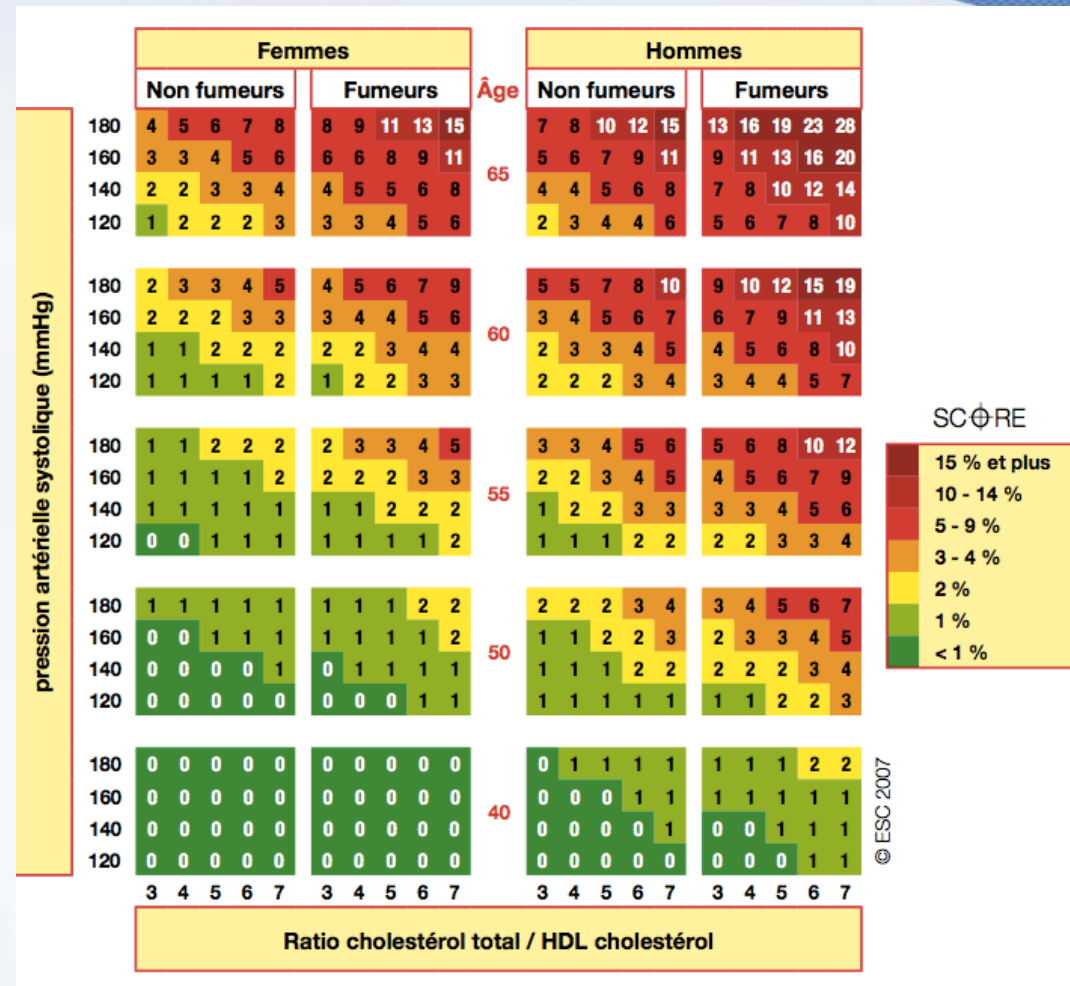 Femmes Hommes
Non fumeurs Fumeurs Âge Non fumeurs Fumeurs
180 4 5 6 7 8 8 9 11 13 15 7 8 10 12 15 13 16 19 23 28
160 3 3 4 5 6 6 6 8 9 11 5 6 7 9 11 9 11 13 16 20
65
140 2 2 3 3 4 4 5 5 6 8 4 4 5 6 8 7 8 10 12 14
120 1 2 2 2 3 3 3 4 5 6 2 3 4 4 6 5 6 7 8 10
180 2 3 3 4 5 4 5 6 7 9 5 5 7 8 10 9 10 12 15 19
160 2 2 2 3 3 3 4 4 5 6 3 4 5 6 7 6 7 9 11 13
60
140 1 1 2 2 2 2 2 3 4 4 2 3 3 4 5 4 5 6 8 10
120 1 1 1 1 2 1 2 2 3 3 2 2 2 3 4 3 4 4 5 7
180 1 1 2 2 2 2 3 3 4 5 3 3 4 5 6 5 6 8 10 12
160 1 1 1 1 2 2 2 2 3 3 2 2 3 4 5 4 5 6 7 9
55
140 1 1 1 1 1 1 1 2 2 2 1 2 2 3 3 3 3 4 5 6
120 0 0 1 1 1 1 1 1 1 2 1 1 1 2 2 2 2 3 3 4
180 1 1 1 1 1 1 1 1 2 2 2 2 2 3 4 3 4 5 6 7
160 0 0 1 1 1 1 1 1 1 2 1 1 2 2 3 2 3 3 4 5
50
140 0 0 0 0 1 0 1 1 1 1 1 1 1 2 2 2 2 2 3 4
120 0 0 0 0 0 0 0 0 1 1 1 1 1 1 1 1 1 2 2 3
180 0 0 0 0 0 0 0 0 0 0 0 1 1 1 1 1 1 1 2 2
160 0 0 0 0 0 0 0 0 0 0 0 0 0 1 1 1 1 1 1 1
40
140 0 0 0 0 0 0 0 0 0 0 0 0 0 0 1 0 0 1 1 1
120 0 0 0 0 0 0 0 0 0 0 0 0 0 0 0 0 0 0 1 1
3 4 5 6 7 3 4 5 6 7 3 4 5 6 7 3 4 5 6 7
Ratio cholestérol total / HDL cholestérol
pression artérielle systolique (mmHg)
SCORE
15 % et plus
10 - 14 %
5 - 9 %
3 - 4 %
2 %
1 %
< 1 %
© ESC 2007